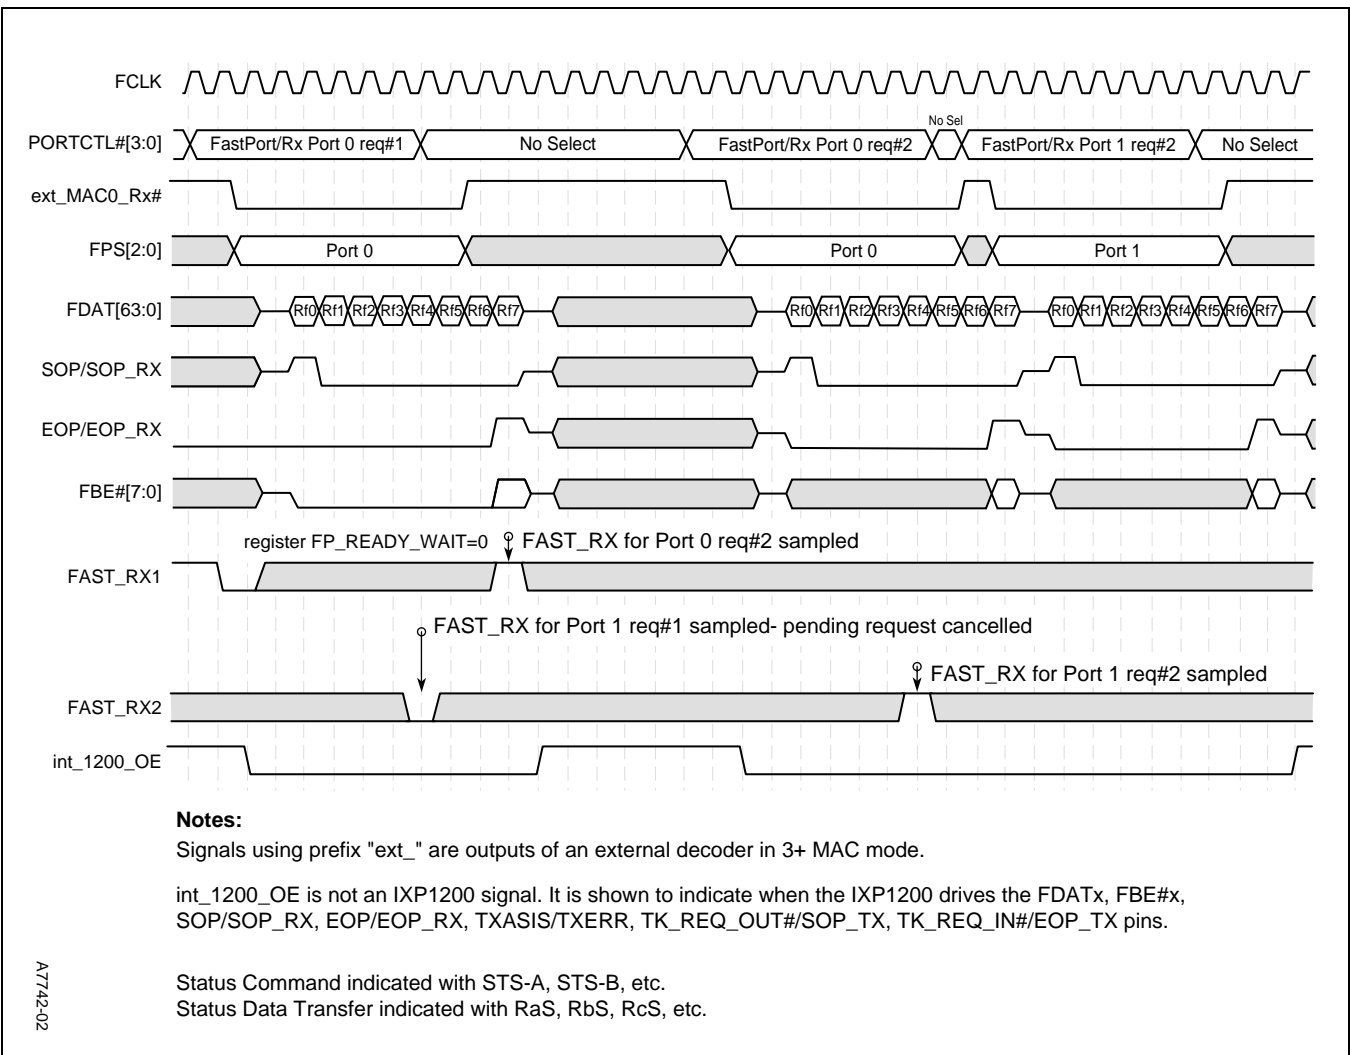 FCLK
No Sel
PORTCTL#[3:0] FastPort/Rx Port 0 req#1 No Select FastPort/Rx Port 0 req#2 FastPort/Rx Port 1 req#2 No Select
ext_MAC0_Rx#
FPS[2:0] Port 0 Port 0 Port 1
FDAT[63:0] Rf0 Rf1 Rf2 Rf3 Rf4 Rf5 Rf6 Rf7 Rf0 Rf1 Rf2 Rf3 Rf4 Rf5 Rf6 Rf7 Rf0 Rf1 Rf2 Rf3 Rf4 Rf5 Rf6 Rf7
SOP/SOP_RX
EOP/EOP_RX
FBE#[7:0]
register FP_READY_WAIT=0 FAST_RX for Port 0 req#2 sampled
FAST_RX1
FAST_RX for Port 1 req#1 sampled- pending request cancelled
FAST_RX for Port 1 req#2 sampled
FAST_RX2
int_1200_OE
Notes:
Signals using prefix "ext_" are outputs of an external decoder in 3+ MAC mode.
int_1200_OE is not an IXP1200 signal. It is shown to indicate when the IXP1200 drives the FDATx, FBE#x,
SOP/SOP_RX, EOP/EOP_RX, TXASIS/TXERR, TK_REQ_OUT#/SOP_TX, TK_REQ_IN#/EOP_TX pins.
Status Command indicated with STS-A, STS-B, etc.
Status Data Transfer indicated with RaS, RbS, RcS, etc.
A7742-02